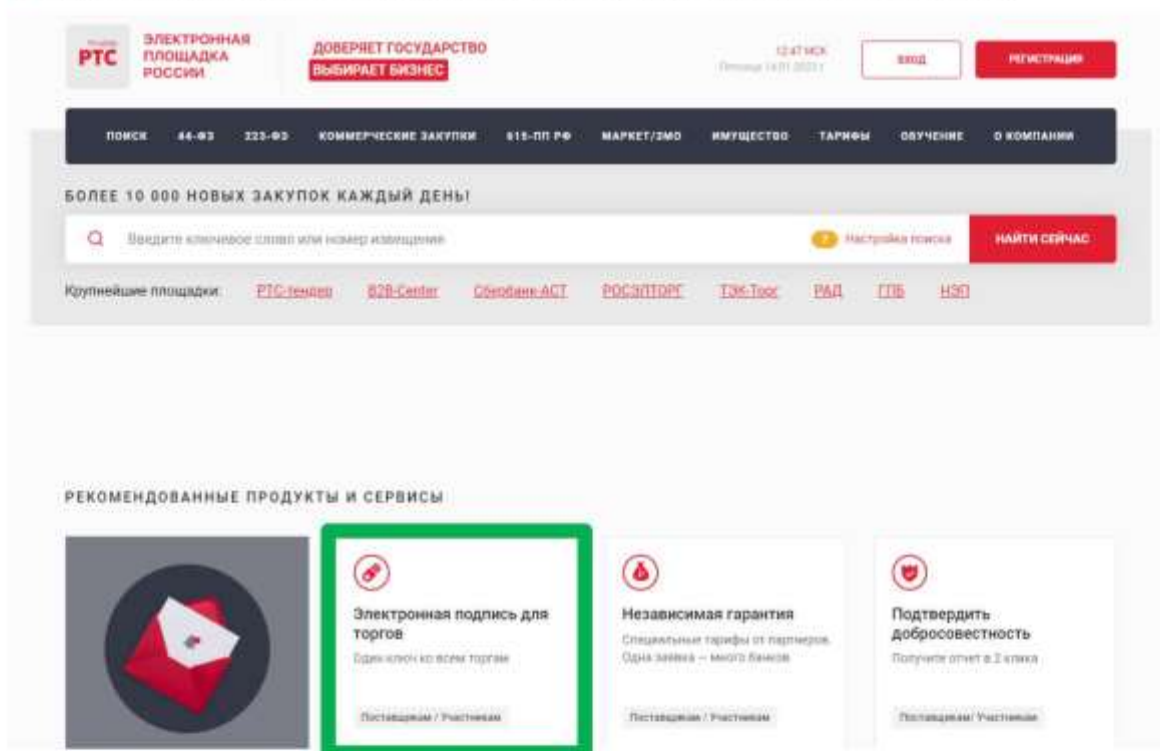 РТС
ЭЛЕКТРОННАЯ
ПЛОЩАДКА
РОССИИ
ДОВЕРЯЕТ ГОСУДАРСТВО
ВЫБИРАЕТ БИЗНЕС
12:47 МСК
ВХОД
РЕГИСТРАЦИЯ
ПОИСК 44-ФЗ 223-ФЗ КОММЕРЧЕСКИЕ ЗАКУПКИ 615-ПП РФ МАРКЕТ/ЗМО ИМУЩЕСТВО ТАРИФЫ ОБУЧЕНИЕ О КОМПАНИИ
БОЛЕЕ 10 000 НОВЫХ ЗАКУПОК КАЖДЫЙ ДЕНЬ!
Введите ключевое слово или номер извещения
Настройка поиска
НАЙТИ СЕЙЧАС
Крупнейшие площадки: РТС-тендер B2B-Center Сбербанк-АСТ РОСЭЛТОРГ ТЭК-Торг РАД ГПБ НЭП
РЕКОМЕНДОВАННЫЕ ПРОДУКТЫ И СЕРВИСЫ
Электронная подпись для
торгов
Один ключ ко всем торгам
Поставщикам / Участникам
Независимая гарантия
Специальные тарифы от партнеров.
Одна заявка — много банков
Поставщикам / Участникам
Подтвердить
добросовестность
Получите отчет в 2 клика
Поставщикам/ Участникам